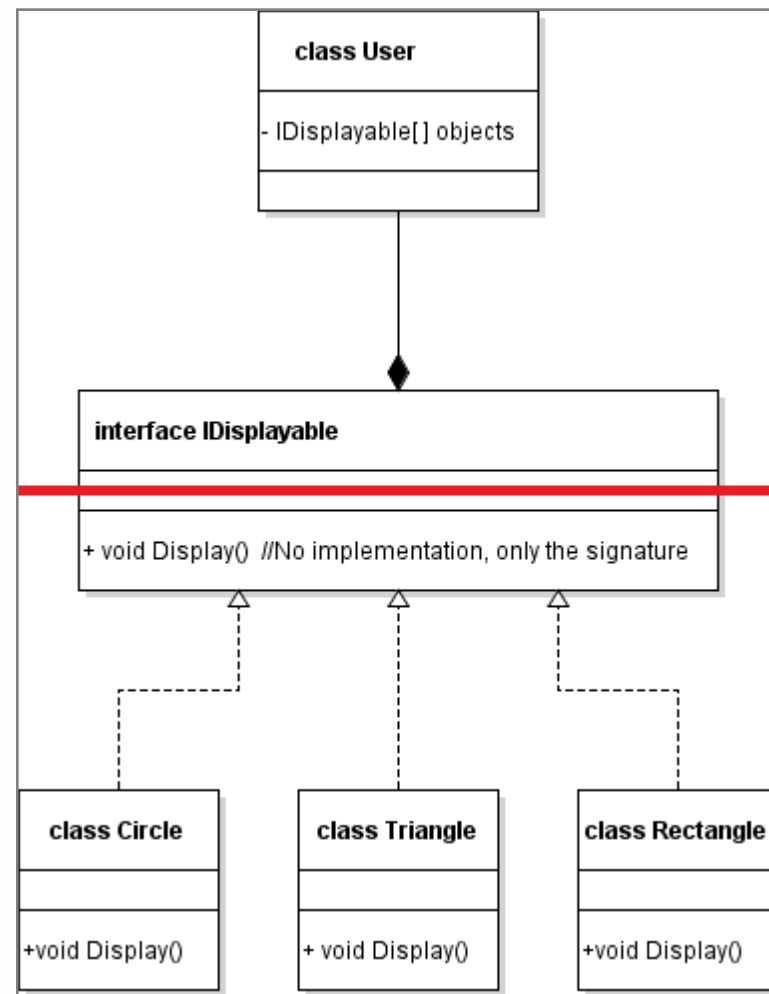 class User
- IDisplayable[] objects
interface IDisplayable
+ void Display() //No implementation, only the signature
class Circle
+void Display()
class Triangle
+ void Display()
class Rectangle
+void Display()